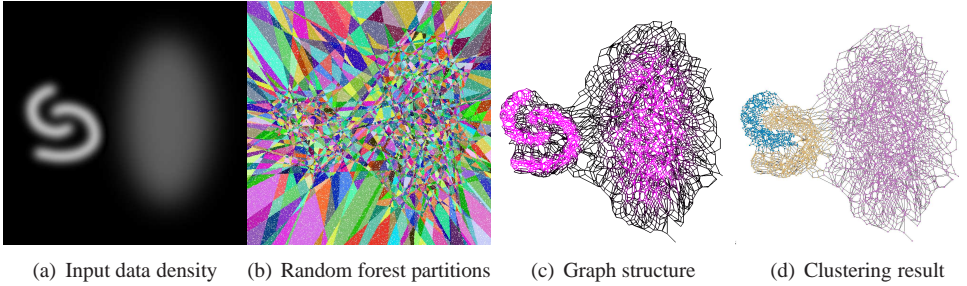 (a) Input data density
(b) Random forest partitions
(c) Graph structure
(d) Clustering result